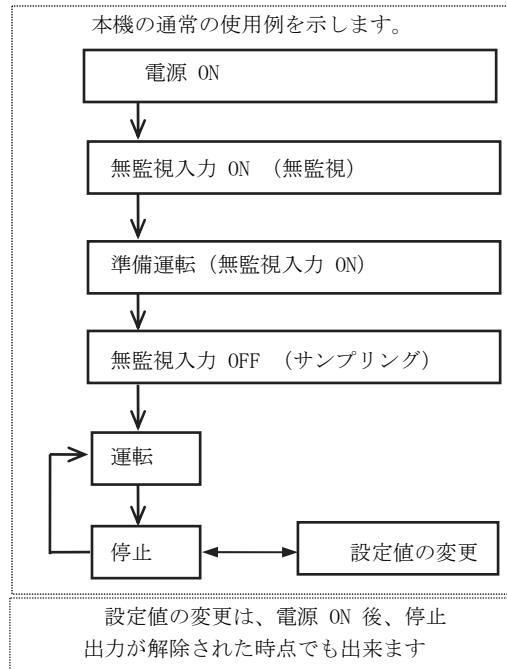 本機の通常の使用例を示します。
電源 ON
無監視入力 ON （無監視）
準備運転（無監視入力 ON）
無監視入力 OFF （サンプリング）
運転
停止
設定値の変更
設定値の変更は、電源 ON 後、停止
出力が解除された時点でも出来ます